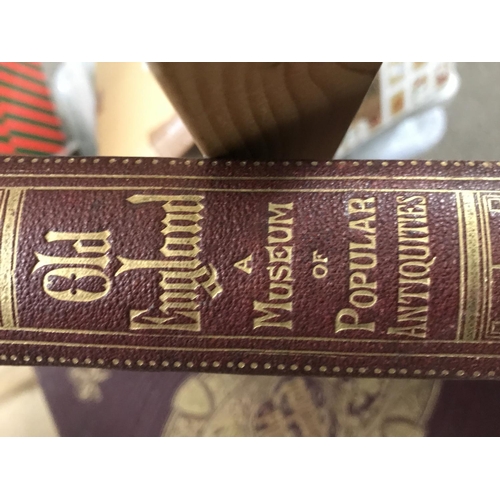 Old
England
A
MUSEUM
OF
POPULAR
ANTIQUITIES